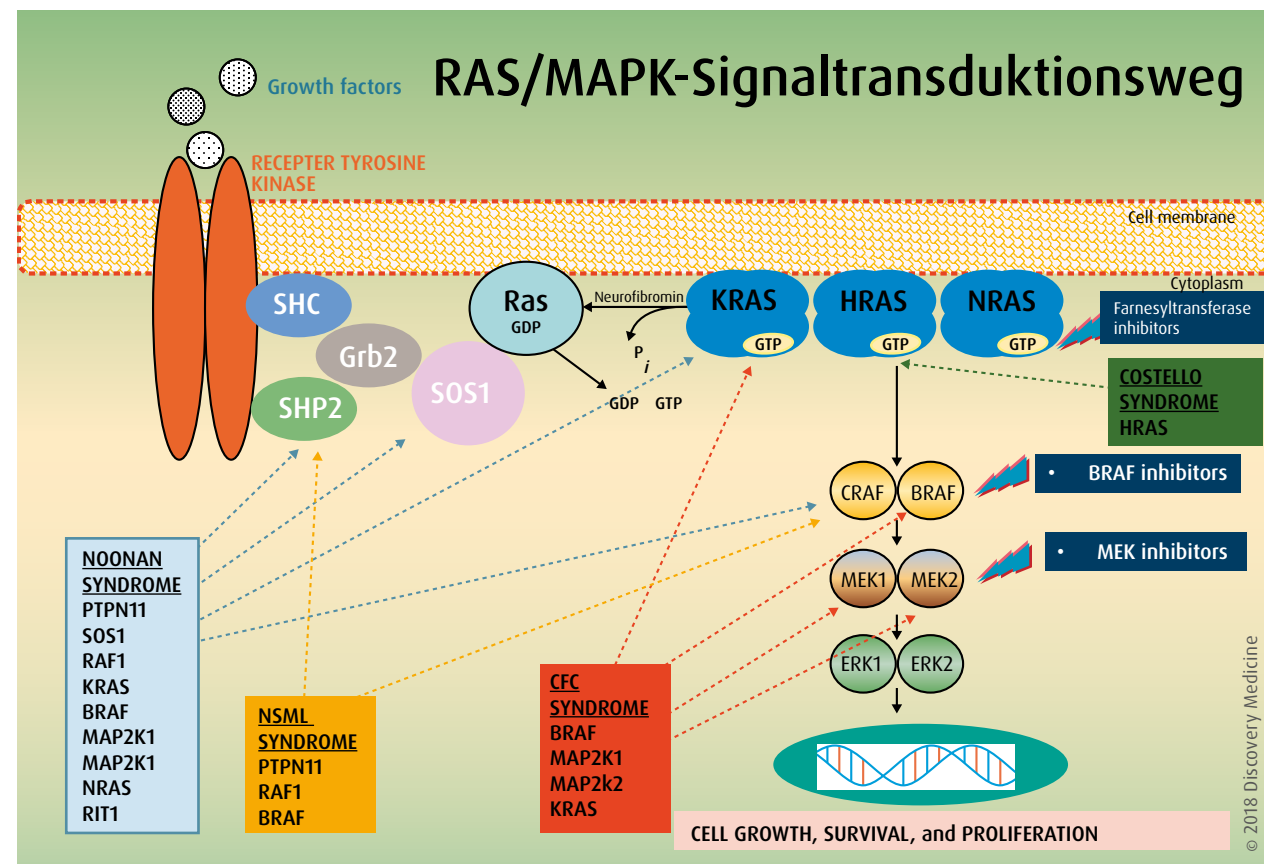 RAS/MAPK-Signaltransduktionsweg
Growth factors
RECEPTER TYROSINE
KINASE
Cell membrane
Cytoplasm
SHC
Grb2
SHP2
SOS1
Ras
GDP
Neurofibromin
P
i
GDP GTP
KRAS
GTP
HRAS
GTP
NRAS
GTP
Farnesyltransferase
inhibitors
COSTELLO
SYNDROME
HRAS
CRAF
BRAF
• BRAF inhibitors
MEK1
MEK2
• MEK inhibitors
ERK1
ERK2
NOONAN
SYNDROME
PTPN11
SOS1
RAF1
KRAS
BRAF
MAP2K1
MAP2K1
NRAS
RIT1
NSML
SYNDROME
PTPN11
RAF1
BRAF
CFC
SYNDROME
BRAF
MAP2K1
MAP2k2
KRAS
CELL GROWTH, SURVIVAL, and PROLIFERATION
© 2018 Discovery Medicine